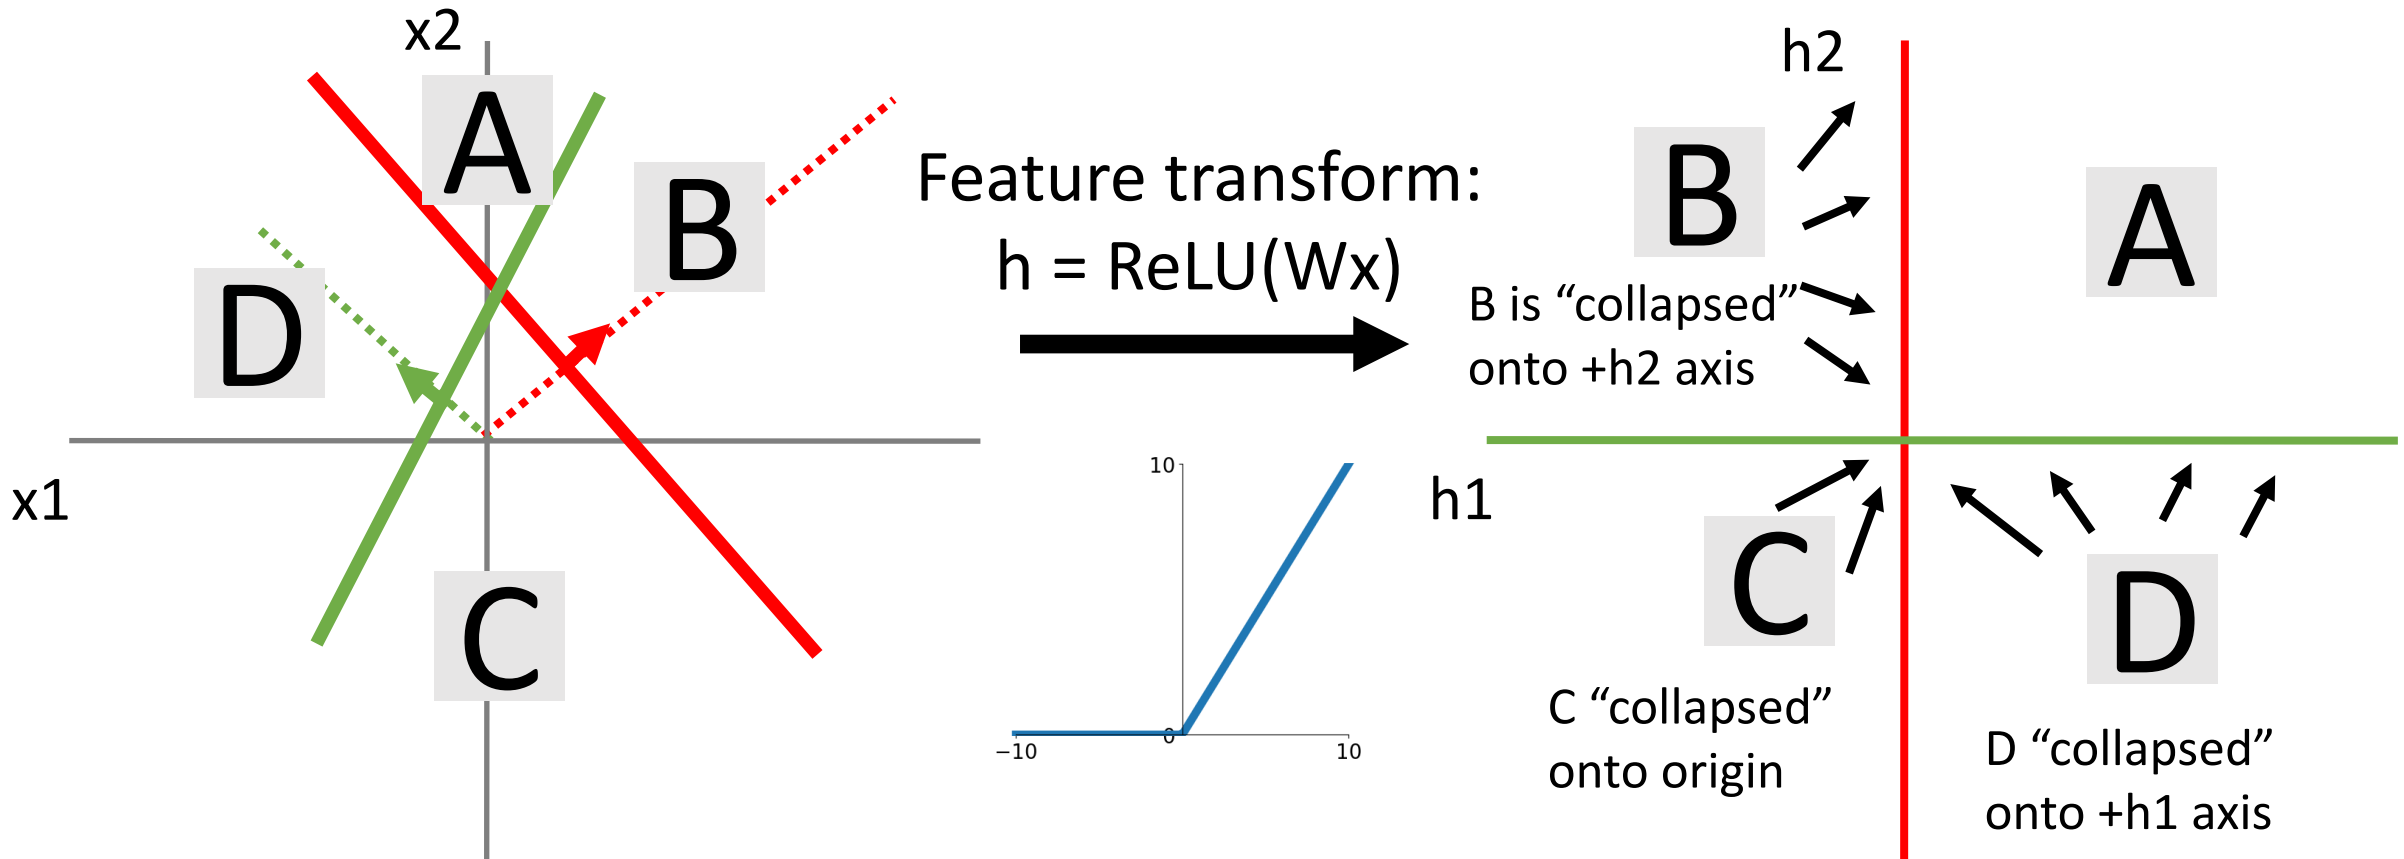 x2
A
B
D
x1
C
Feature transform:
h = ReLU(Wx)
10
0
−10
10
h2
B
A
B is “collapsed”
onto +h2 axis
h1
C
D
C “collapsed”
onto origin
D “collapsed”
onto +h1 axis